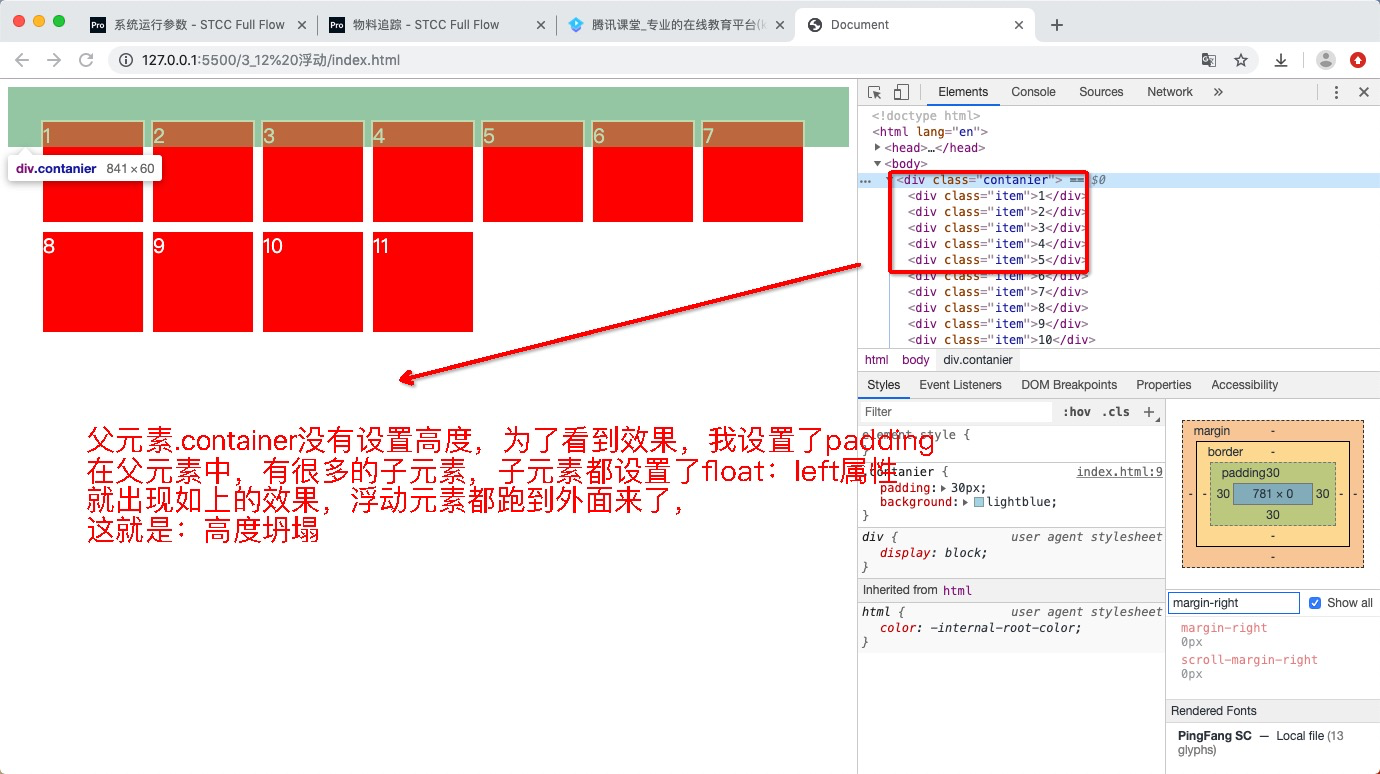 系统运行参数 - STCC Full Flow
物料追踪 - STCC Full Flow
腾讯课堂_专业的在线教育平台(k
Document
127.0.0.1:5500/3_12%20浮动/index.html
1 2 3 4 5 6 7
div.contanier 841 × 60
8 9 10 11
父元素.container没有设置高度，为了看到效果，我设置了padding
在父元素中，有很多的子元素，子元素都设置了float：left属性
就出现如上的效果，浮动元素都跑到外面来了，
这就是：高度坍塌
Elements Console Sources Network »
<!doctype html>
<html lang="en">
<head>…</head>
<body>
<div class="contanier"> == $0
<div class="item">1</div>
<div class="item">2</div>
<div class="item">3</div>
<div class="item">4</div>
<div class="item">5</div>
<div class="item">6</div>
<div class="item">7</div>
<div class="item">8</div>
<div class="item">9</div>
<div class="item">10</div>
html body div.contanier
Styles Event Listeners DOM Breakpoints Properties Accessibility
Filter :hov .cls +
element.style {
}
.contanier { index.html:9
padding: 30px;
background: lightblue;
}
div { user agent stylesheet
display: block;
}
Inherited from html
html { user agent stylesheet
color: -internal-root-color;
}
margin -
border -
padding30
- - 30 781 × 0 30 - -
30
-
-
margin-right Show all
margin-right
0px
scroll-margin-right
0px
Rendered Fonts
PingFang SC — Local file (13
glyphs)